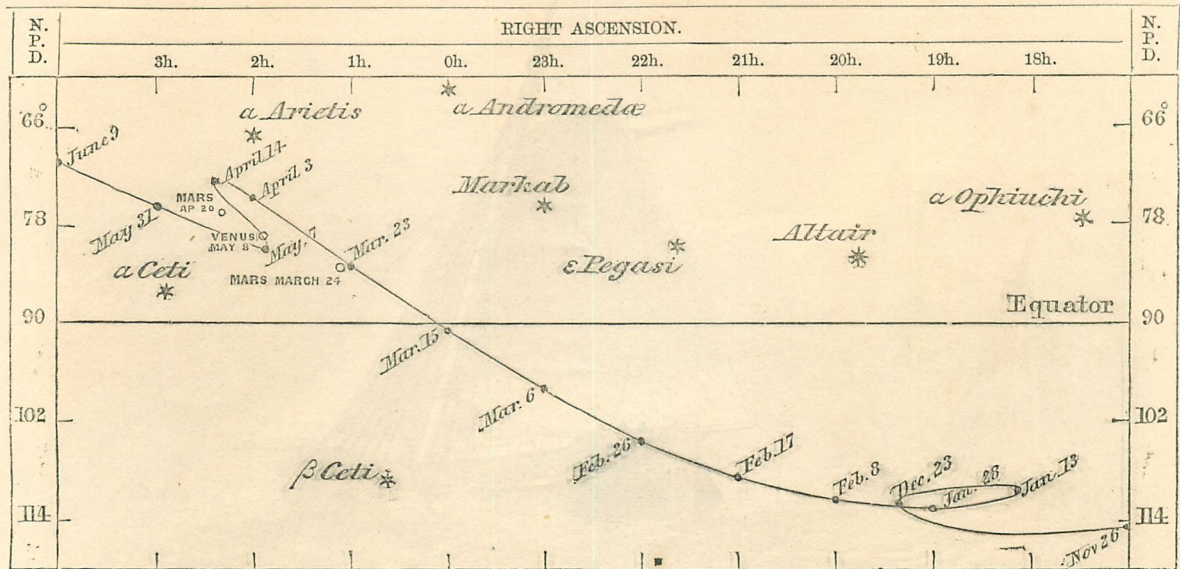 N. P. D.
RIGHT ASCENSION.
N. P. D.
3h. 2h. 1h. 0h. 23h. 22h. 21h. 20h. 19h. 18h.
α Arietis
α Andromedæ
66°
66°
June 9
April 14
April 3
MARS
AP 20
Markab
α Ophiuchi
78
78
May 31
VENUS
MAY 8
May. 7
Mar. 23
Altair
α Ceti
MARS MARCH 24
ε Pegasi
Equator
90
90
Mar. 15
Mar. 6
102
102
Feb. 26
Feb. 17
β Ceti
Feb. 8
Dec. 23
Jan. 28
Jan. 13
114
114
Nov 26